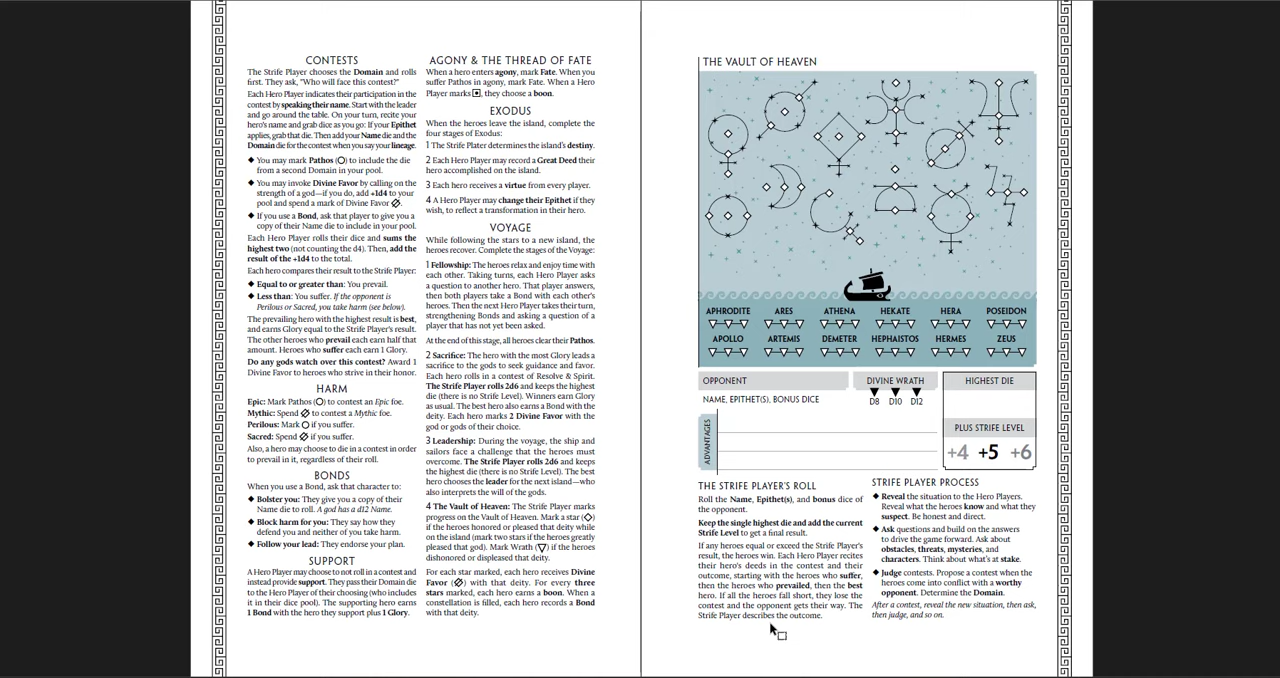 CONTESTS
The Strife Player chooses the Domain and rolls
first. They ask, "Who will face this contest?"
Each Hero Player indicates their participation in the
contest by speaking their name. Start with the leader
and go around the table. On your turn, recite your
hero's name and grab dice as you go: If your Epithet
applies, grab that die. Then add your Name die and the
Domain die for the contest when you say your lineage.
You may mark Pathos (○) to include the die
from a second Domain in your pool.
You may invoke Divine Favor by calling on the
strength of a god—if you do, add +1d4 to your
pool and spend a mark of Divine Favor.
If you use a Bond, ask that player to give you a
copy of their Name die to include in your pool.
Each Hero Player rolls their dice and sums the
highest two (not counting the d4). Then, add the
result of the +1d4 to the total.
Each hero compares their result to the Strife Player:
Equal to or greater than: You prevail.
Less than: You suffer. If the opponent is
Perilous or Sacred, you take harm (see below).
The prevailing hero with the highest result is best,
and earns Glory equal to the Strife Player's result.
The other heroes who prevail each earn half that
amount. Heroes who suffer each earn 1 Glory.
Do any gods watch over this contest? Award 1
Divine Favor to heroes who strive in their honor.
HARM
Epic: Mark Pathos (○) to contest an Epic foe.
Mythic: Spend to contest a Mythic foe.
Perilous: Mark ○ if you suffer.
Sacred: Spend if you suffer.
Also, a hero may choose to die in a contest in order
to prevail in it, regardless of their roll.
BONDS
When you use a Bond, ask that character to:
Bolster you: They give you a copy of their
Name die to roll. A god has a d12 Name.
Block harm for you: They say how they
defend you and neither of you take harm.
Follow your lead: They endorse your plan.
SUPPORT
A Hero Player may choose to not roll in a contest and
instead provide support. They pass their Domain die
to the Hero Player of their choosing (who includes
it in their dice pool). The supporting hero earns
1 Bond with the hero they support plus 1 Glory.
AGONY & THE THREAD OF FATE
When a hero enters agony, mark Fate. When you
suffer Pathos in agony, mark Fate. When a Hero
Player marks, they choose a boon.
EXODUS
When the heroes leave the island, complete the
four stages of Exodus:
1 The Strife Plater determines the island's destiny.
2 Each Hero Player may record a Great Deed their
hero accomplished on the island.
3 Each hero receives a virtue from every player.
4 A Hero Player may change their Epithet if they
wish, to reflect a transformation in their hero.
VOYAGE
While following the stars to a new island, the
heroes recover. Complete the stages of the Voyage:
1 Fellowship: The heroes relax and enjoy time with
each other. Taking turns, each Hero Player asks
a question to another hero. That player answers,
then both players take a Bond with each other's
heroes. Then the next Hero Player takes their turn,
strengthening Bonds and asking a question of a
player that has not yet been asked.
At the end of this stage, all heroes clear their Pathos.
2 Sacrifice: The hero with the most Glory leads a
sacrifice to the gods to seek guidance and favor.
Each hero rolls in a contest of Resolve & Spirit.
The Strife Player rolls 2d6 and keeps the highest
die (there is no Strife Level). Winners earn Glory
as usual. The best hero also earns a Bond with the
deity. Each hero marks 2 Divine Favor with the
god or gods of their choice.
3 Leadership: During the voyage, the ship and
sailors face a challenge that the heroes must
overcome. The Strife Player rolls 2d6 and keeps
the highest die (there is no Strife Level). The best
hero chooses the leader for the next island—who
also interprets the will of the gods.
4 The Vault of Heaven: The Strife Player marks
progress on the Vault of Heaven. Mark a star (◇)
if the heroes honored or pleased that deity while
on the island (mark two stars if the heroes greatly
pleased that god). Mark Wrath (▽) if the heroes
dishonored or displeased that deity.
For each star marked, each hero receives Divine
Favor with that deity. For every three
stars marked, each hero earns a boon. When a
constellation is filled, each hero records a Bond
with that deity.
THE VAULT OF HEAVEN
APHRODITE ARES ATHENA HEKATE HERA POSEIDON
APOLLO ARTEMIS DEMETER HEPHAISTOS HERMES ZEUS
OPPONENT
NAME, EPITHET(S), BONUS DICE
DIVINE WRATH
D8 D10 D12
ADVANTAGES
HIGHEST DIE
PLUS STRIFE LEVEL
+4 +5 +6
THE STRIFE PLAYER'S ROLL
Roll the Name, Epithet(s), and bonus dice of
the opponent.
Keep the single highest die and add the current
Strife Level to get a final result.
If any heroes equal or exceed the Strife Player's
result, the heroes win. Each Hero Player recites
their hero's deeds in the contest and their
outcome, starting with the heroes who suffer,
then the heroes who prevailed, then the best
hero. If all the heroes fall short, they lose the
contest and the opponent gets their way. The
Strife Player describes the outcome.
STRIFE PLAYER PROCESS
Reveal the situation to the Hero Players.
Reveal what the heroes know and what they
suspect. Be honest and direct.
Ask questions and build on the answers
to drive the game forward. Ask about
obstacles, threats, mysteries, and
characters. Think about what's at stake.
Judge contests. Propose a contest when the
heroes come into conflict with a worthy
opponent. Determine the Domain.
After a contest, reveal the new situation, then ask,
then judge, and so on.